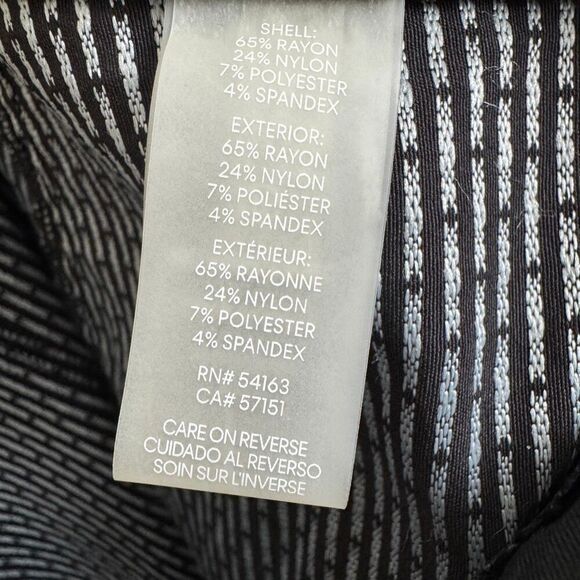 SHELL:
65% RAYON
24% NYLON
7% POLYESTER
4% SPANDEX
EXTERIOR:
65% RAYON
24% NYLON
7% POLIÉSTER
4% SPANDEX
EXTÉRIEUR:
65% RAYONNE
24% NYLON
7% POLYESTER
4% SPANDEX
RN# 54163
CA# 57151
CARE ON REVERSE
CUIDADO AL REVERSO
SOIN SUR L'INVERSE